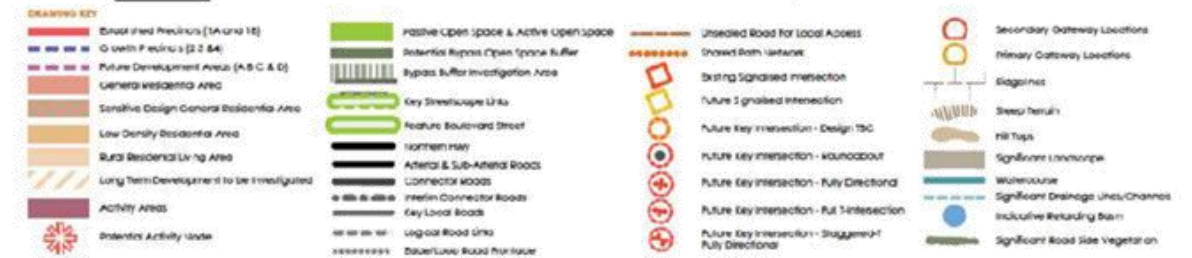 DRAWING KEY
Established Precincts (1A and 1B)
Growth Precincts (2 3 &4)
Future Development Areas (A B C & D)
General Residential Area
Sensitive Design General Residential Area
Low Density Residential Area
Rural Residential Living Area
Long Term Development to be Investigated
Activity Areas
Potential Activity Node
Passive Open Space & Active Open Space
Potential Bypass Open Space Buffer
Bypass Buffer Investigation Area
Key Streetscape Links
Feature Boulevard Street
Northern Hwy
Arterial & Sub-Arterial Roads
Connector Roads
Interim Connector Roads
Key Local Roads
Logical Road Links
Road Frontage
Unsealed Road For Local Access
Shared Path Network
Existing Signalised Intersection
Future Signalised Intersection
Future Key Intersection - Design TBC
Future Key Intersection - Roundabout
Future Key Intersection - Fully Directional
Future Key Intersection - Full T-Intersection
Future Key Intersection - Staggered-T
Fully Directional
Secondary Gateway Locations
Primary Gateway Locations
Ridgelines
Steep Terrain
Hill Tops
Significant Landscape
Watercourse
Significant Drainage Lines/Channels
Indicative Retarding Basin
Significant Road Side Vegetation